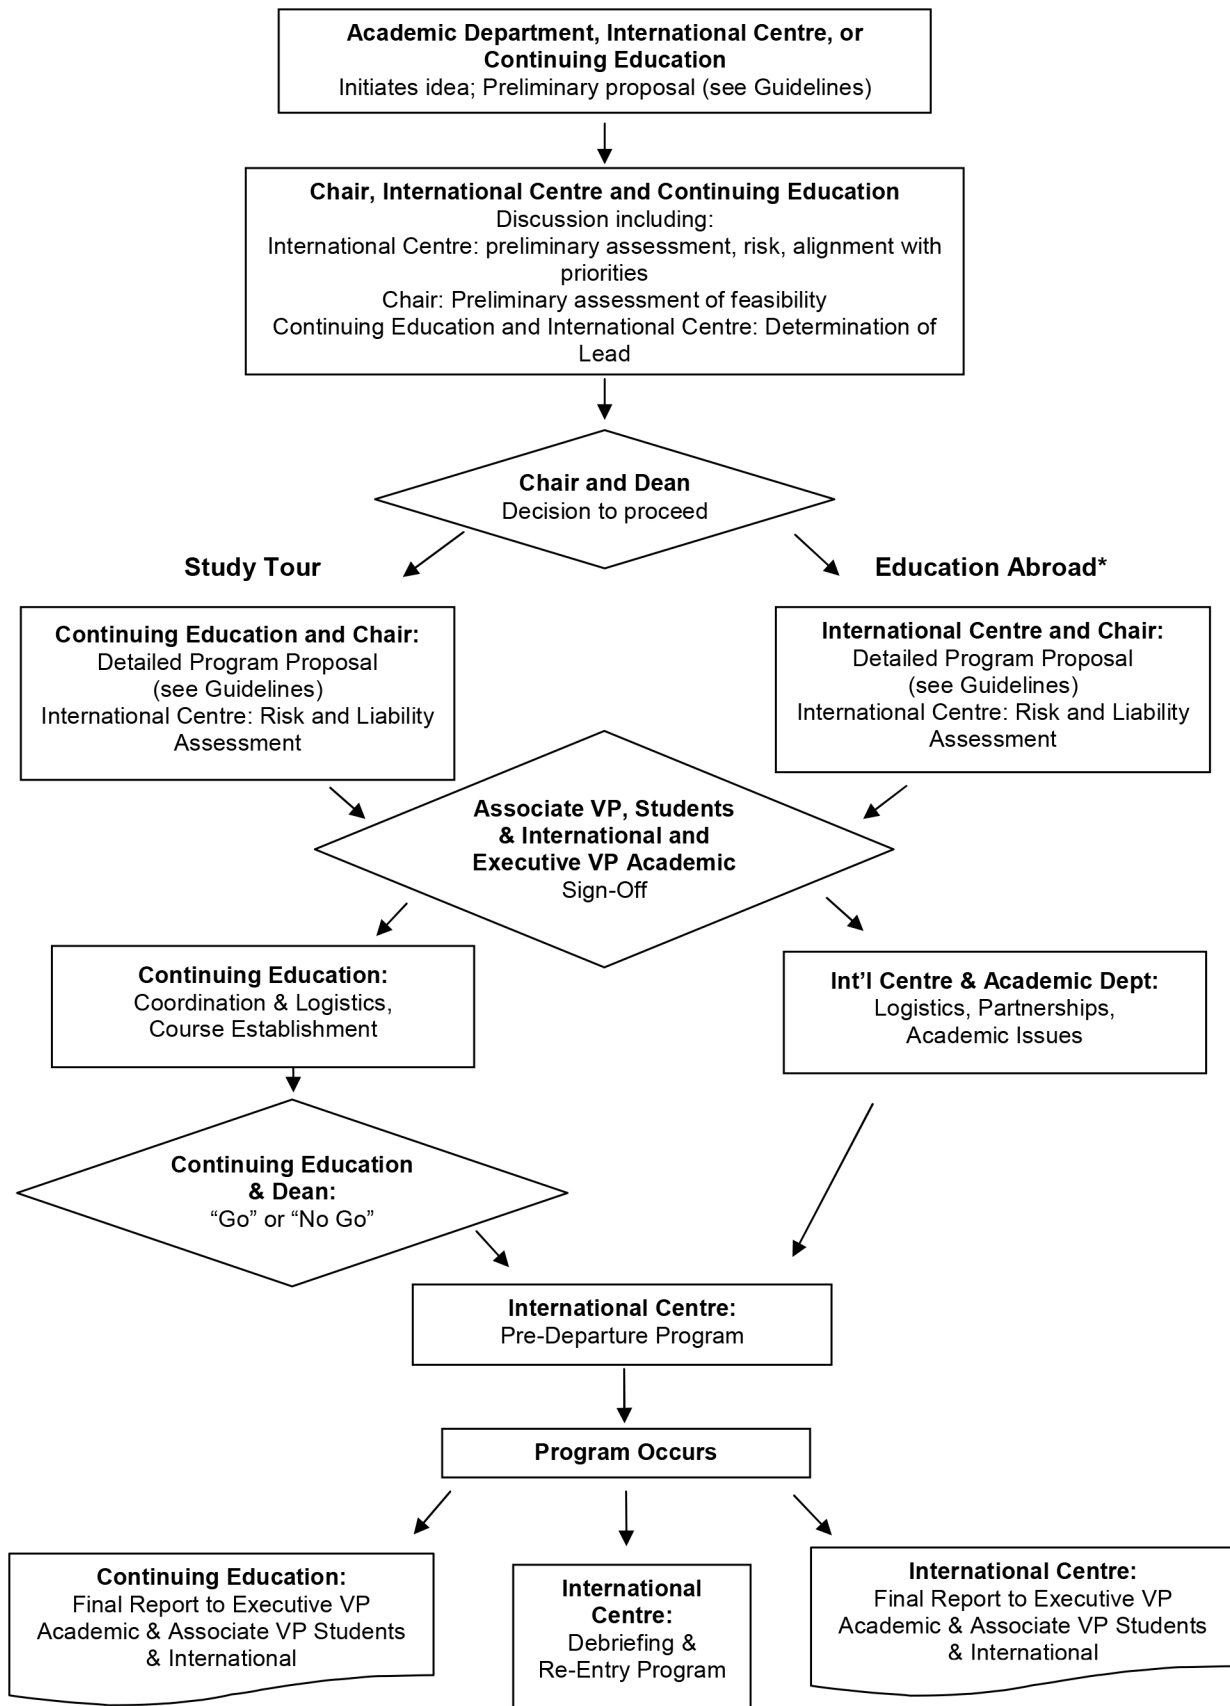 Academic Department, International Centre, or
Continuing Education
Initiates idea; Preliminary proposal (see Guidelines)
Chair, International Centre and Continuing Education
Discussion including:
International Centre: preliminary assessment, risk, alignment with
priorities
Chair: Preliminary assessment of feasibility
Continuing Education and International Centre: Determination of
Lead
Chair and Dean
Decision to proceed
Study Tour
Education Abroad*
Continuing Education and Chair:
Detailed Program Proposal
(see Guidelines)
International Centre: Risk and Liability
Assessment
International Centre and Chair:
Detailed Program Proposal
(see Guidelines)
International Centre: Risk and Liability
Assessment
Associate VP, Students
& International and
Executive VP Academic
Sign-Off
Continuing Education:
Coordination & Logistics,
Course Establishment
Int’l Centre & Academic Dept:
Logistics, Partnerships,
Academic Issues
Continuing Education
& Dean:
“Go” or “No Go”
International Centre:
Pre-Departure Program
Program Occurs
Continuing Education:
Final Report to Executive VP
Academic & Associate VP Students
& International
International
Centre:
Debriefing &
Re-Entry Program
International Centre:
Final Report to Executive VP
Academic & Associate VP Students
& International